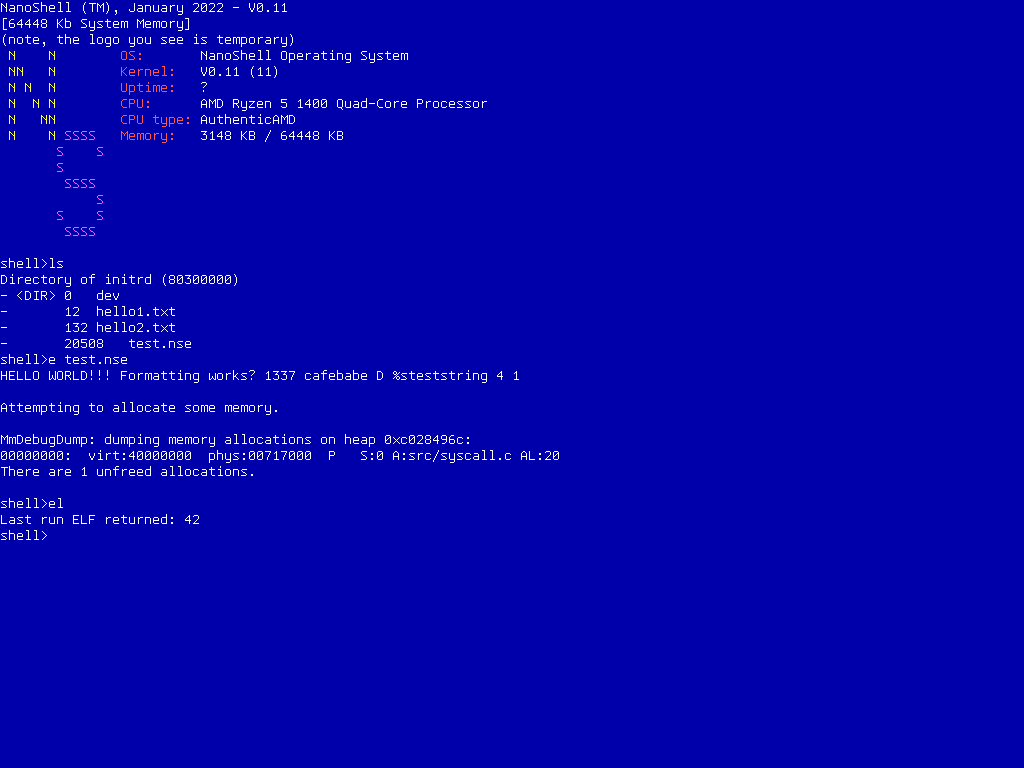 NanoShell (TM), January 2022 - V0.11
[64448 Kb System Memory]
(note, the logo you see is temporary)
 N    N        OS:       NanoShell Operating System
 NN   N        Kernel:   V0.11 (11)
 N N  N        Uptime:   ?
 N  N N        CPU:      AMD Ryzen 5 1400 Quad-Core Processor
 N   NN        CPU type: AuthenticAMD
 N    N SSSS   Memory:   3148 KB / 64448 KB
       S    S
       S
        SSSS
            S
       S    S
        SSSS
shell>ls
Directory of initrd (80300000)
- <DIR> 0   dev
-       12  hello1.txt
-       132 hello2.txt
-       20508   test.nse
shell>e test.nse
HELLO WORLD!!! Formatting works? 1337 cafebabe D %steststring 4 1
Attempting to allocate some memory.
MmDebugDump: dumping memory allocations on heap 0xc028496c:
00000000:  virt:40000000  phys:00717000  P   S:0 A:src/syscall.c AL:20
There are 1 unfreed allocations.
shell>el
Last run ELF returned: 42
shell>